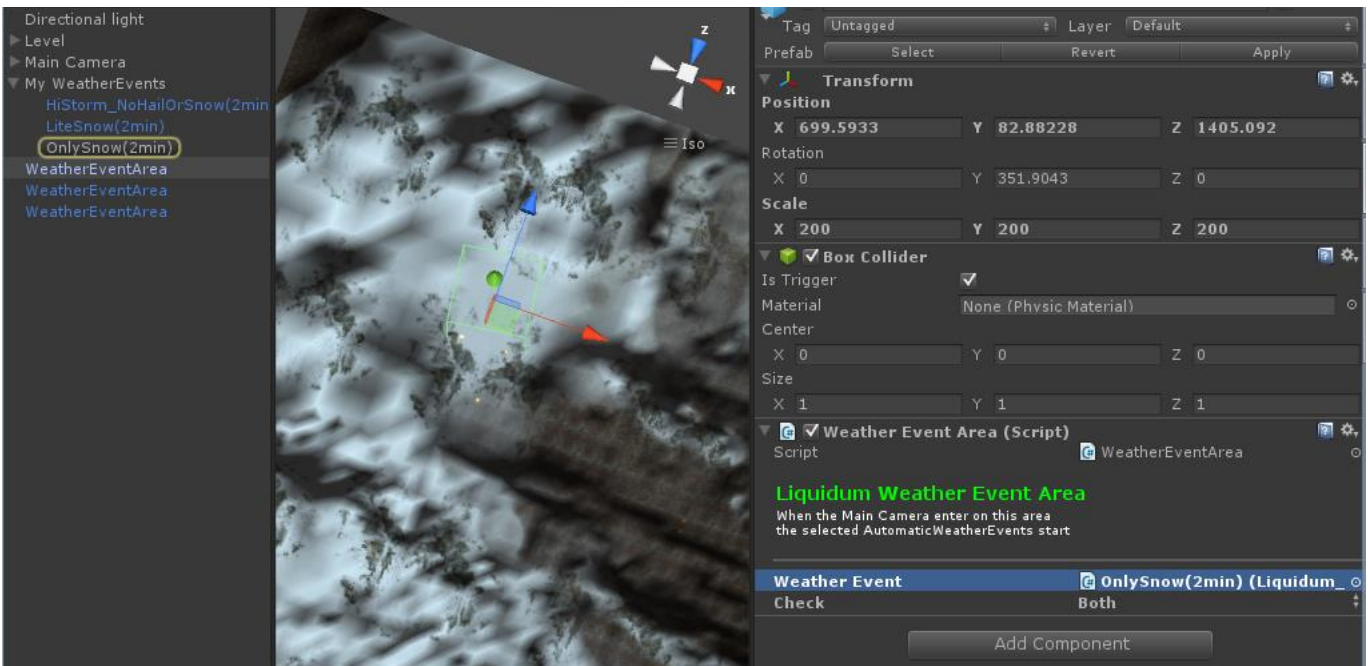 Directional light
Level
Main Camera
My WeatherEvents
HiStorm_NoHailOrSnow(2min
LiteSnow(2min)
OnlySnow(2min)
WeatherEventArea
WeatherEventArea
WeatherEventArea
z
x
Iso
Tag Untagged Layer Default
Prefab Select Revert Apply
Transform
Position
X 699.5933 Y 82.88228 Z 1405.092
Rotation
X 0 Y 351.9043 Z 0
Scale
X 200 Y 200 Z 200
Box Collider
Is Trigger
Material None (Physic Material)
Center
X 0 Y 0 Z 0
Size
X 1 Y 1 Z 1
Weather Event Area (Script)
Script WeatherEventArea
Liquidum Weather Event Area
When the Main Camera enter on this area
the selected AutomaticWeatherEvents start
Weather Event OnlySnow(2min) (Liquidum_
Check Both
Add Component